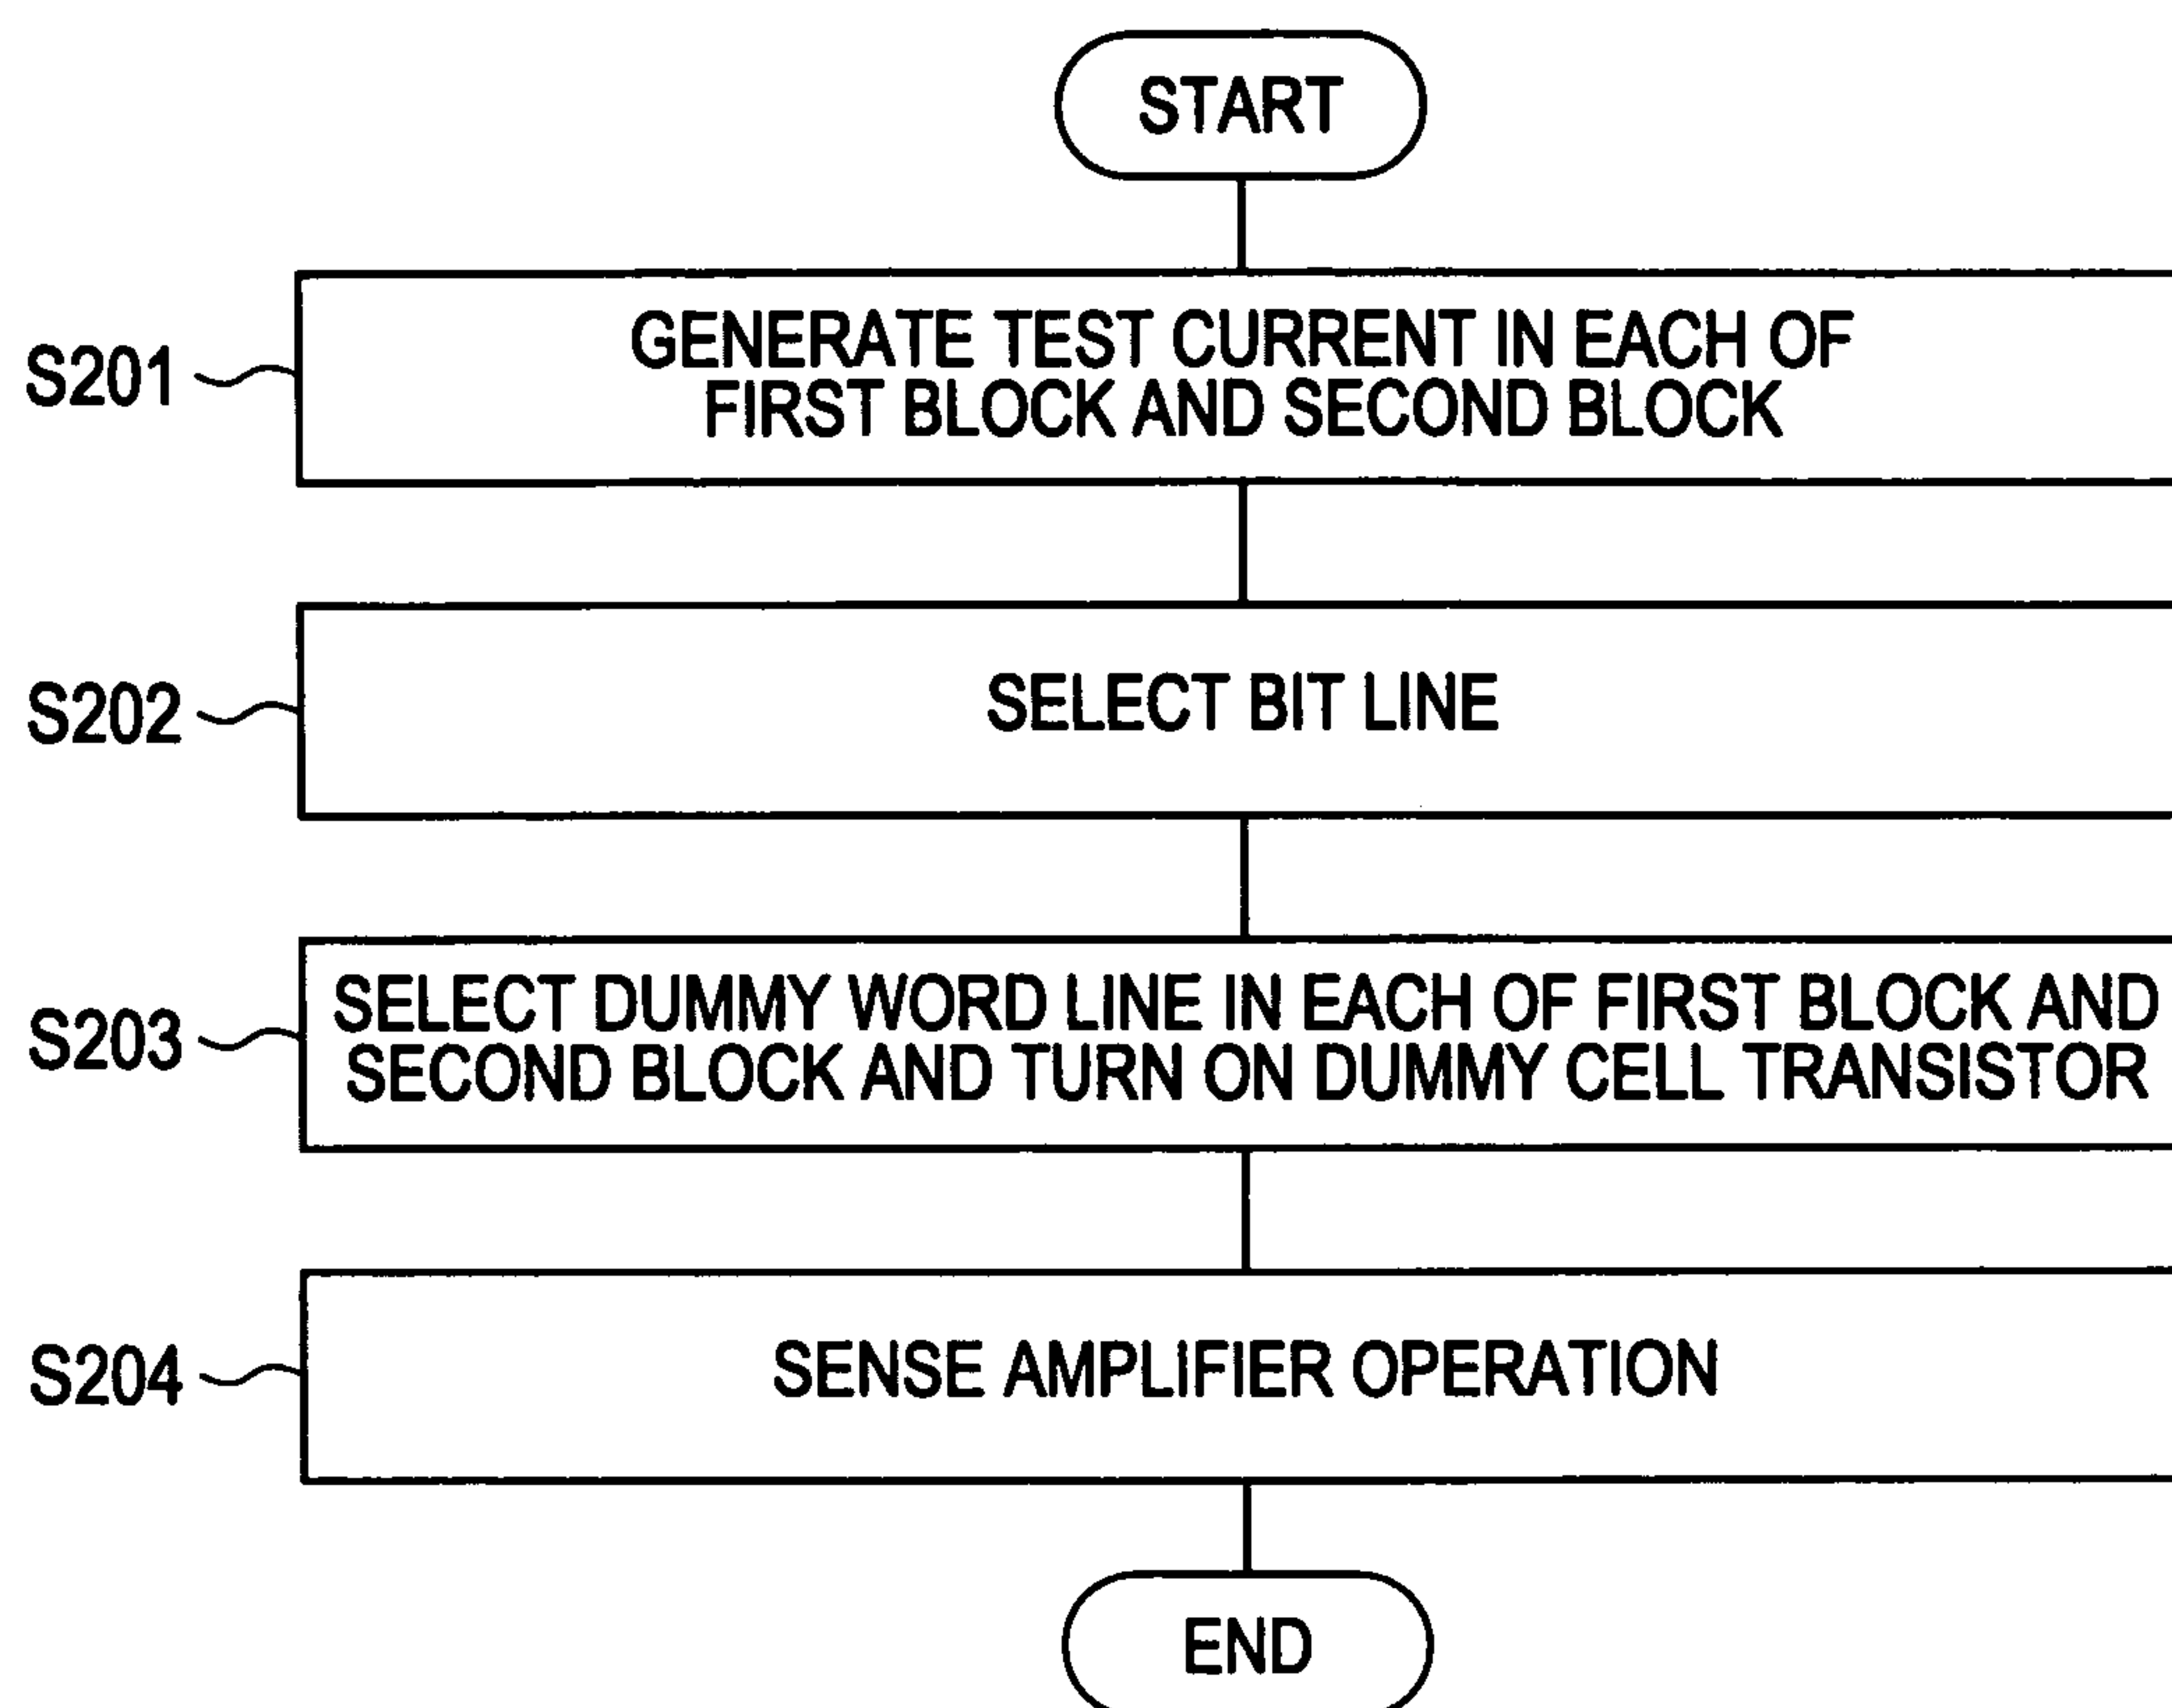 START
S201
GENERATE TEST CURRENT IN EACH OF
FIRST BLOCK AND SECOND BLOCK
S202
SELECT BIT LINE
S203
SELECT DUMMY WORD LINE IN EACH OF FIRST BLOCK AND
SECOND BLOCK AND TURN ON DUMMY CELL TRANSISTOR
S204
SENSE AMPLIFIER OPERATION
END